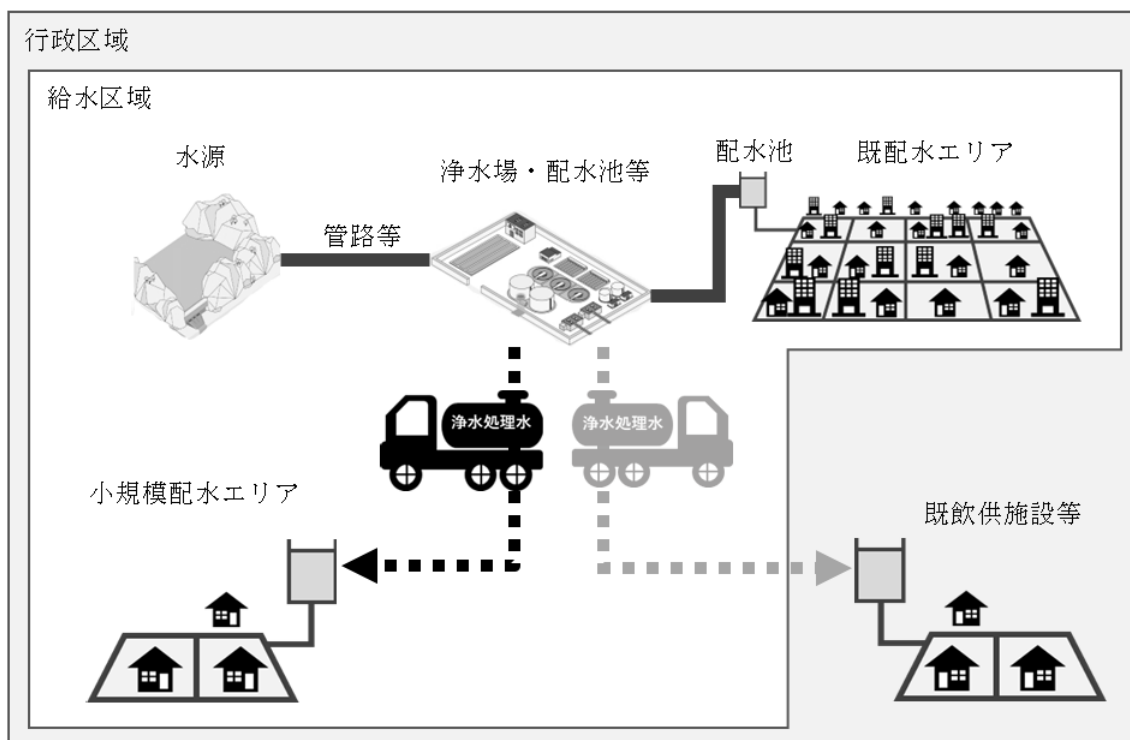 行政区域
給水区域
水源
浄水場・配水池等
配水池
既配水エリア
管路等
浄水処理水
浄水処理水
小規模配水エリア
既飲供施設等